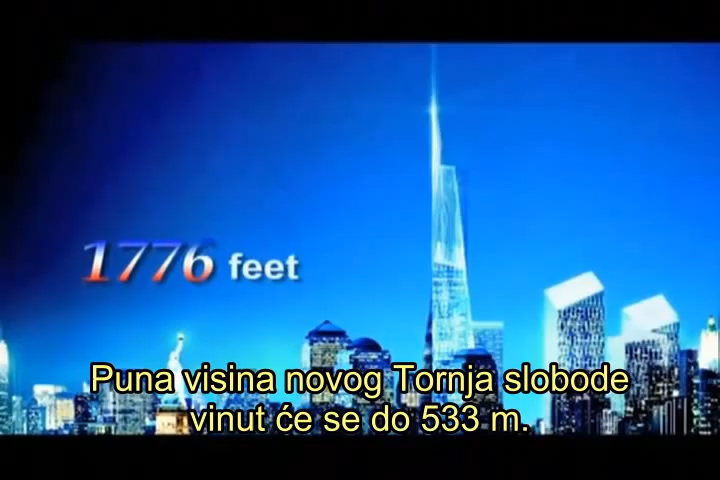 1776 feet
Puna visina novog Tornja slobode
vinut će se do 533 m.